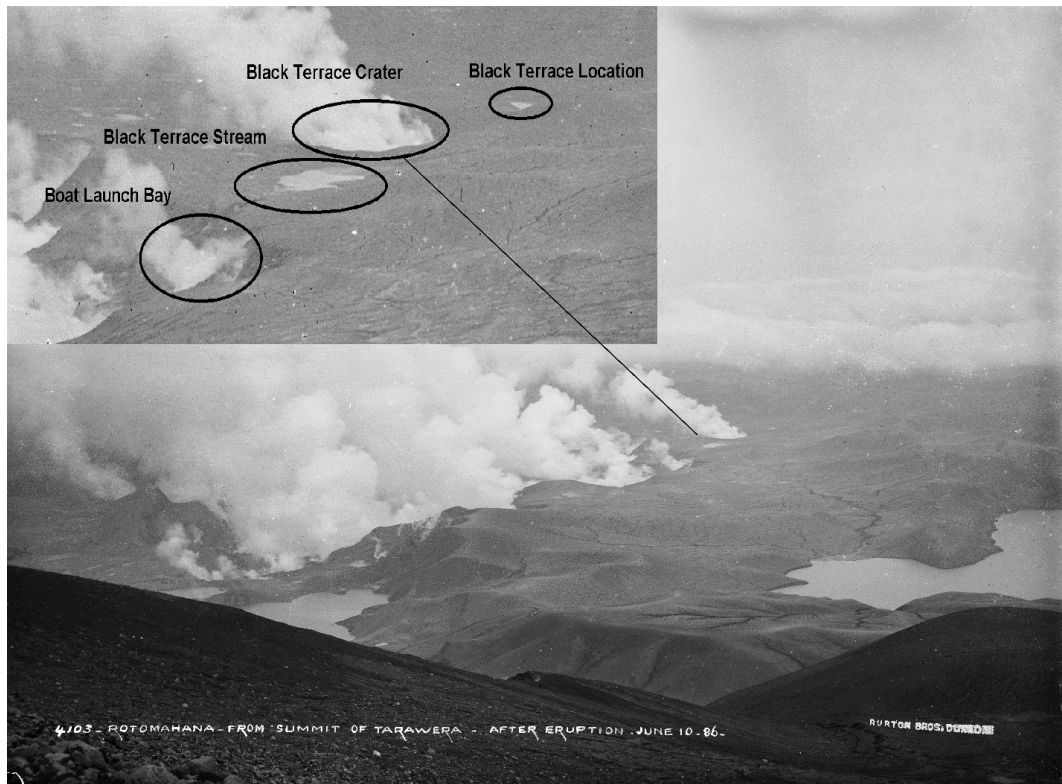 Black Terrace Crater
Black Terrace Location
Black Terrace Stream
Boat Launch Bay
4103 - ROTOMAHANA - FROM SUMMIT OF TARAWERA - AFTER ERUPTION - JUNE 10 - 86 -
BURTON BROS. DUNEDIN